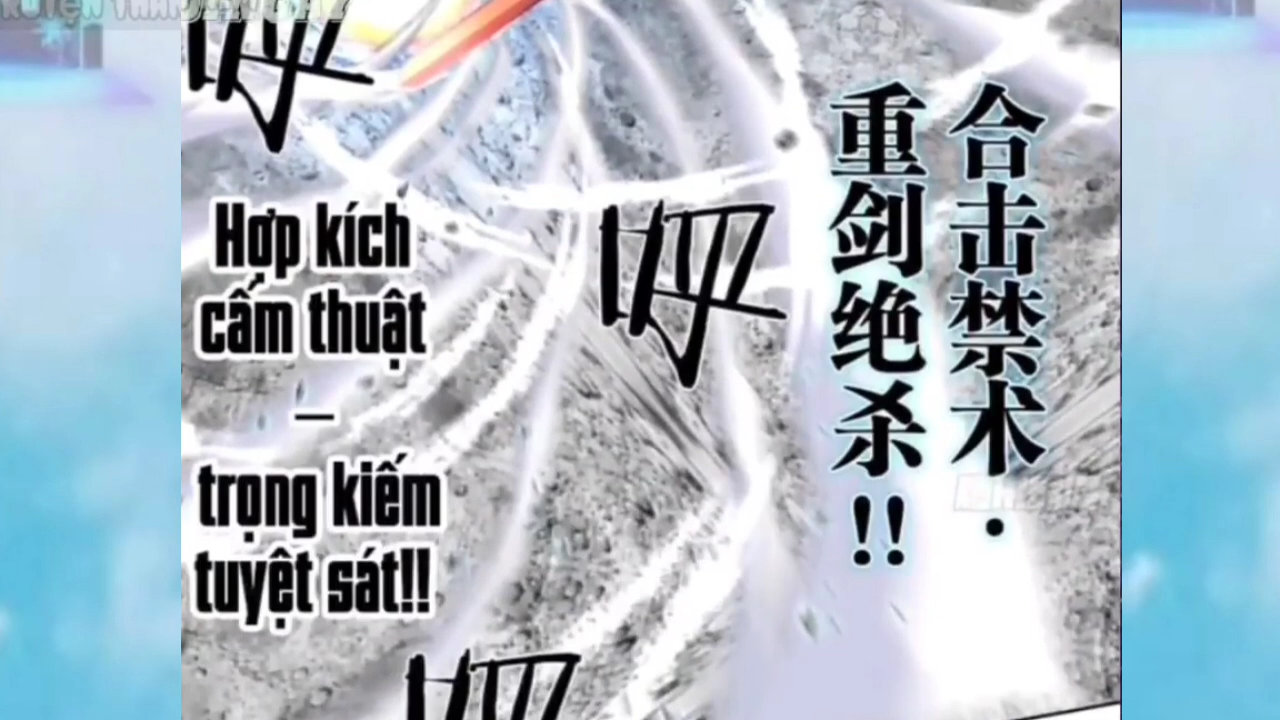 合击禁术·
重剑绝杀!!
Hợp kích
cấm thuật
–
trọng kiếm
tuyệt sát!!